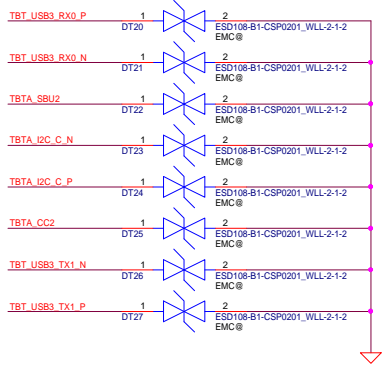 TBT_USB3_RX0_P 1 2
DT20 ESD108-B1-CSP0201_WLL-2-1-2
EMC@
TBT_USB3_RX0_N 1 2
DT21 ESD108-B1-CSP0201_WLL-2-1-2
EMC@
TBTA_SBU2 1 2
DT22 ESD108-B1-CSP0201_WLL-2-1-2
EMC@
TBTA_I2C_C_N 1 2
DT23 ESD108-B1-CSP0201_WLL-2-1-2
EMC@
TBTA_I2C_C_P 1 2
DT24 ESD108-B1-CSP0201_WLL-2-1-2
EMC@
TBTA_CC2 1 2
DT25 ESD108-B1-CSP0201_WLL-2-1-2
EMC@
TBT_USB3_TX1_N 1 2
DT26 ESD108-B1-CSP0201_WLL-2-1-2
EMC@
TBT_USB3_TX1_P 1 2
DT27 ESD108-B1-CSP0201_WLL-2-1-2
EMC@